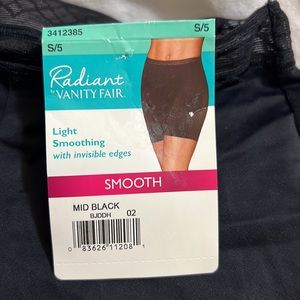 3412385
S/5
S/5
Radiant
by VANITY FAIR
Light
Smoothing
with invisible edges
SMOOTH
MID BLACK
BJDDH 02
0 83626 11208 1